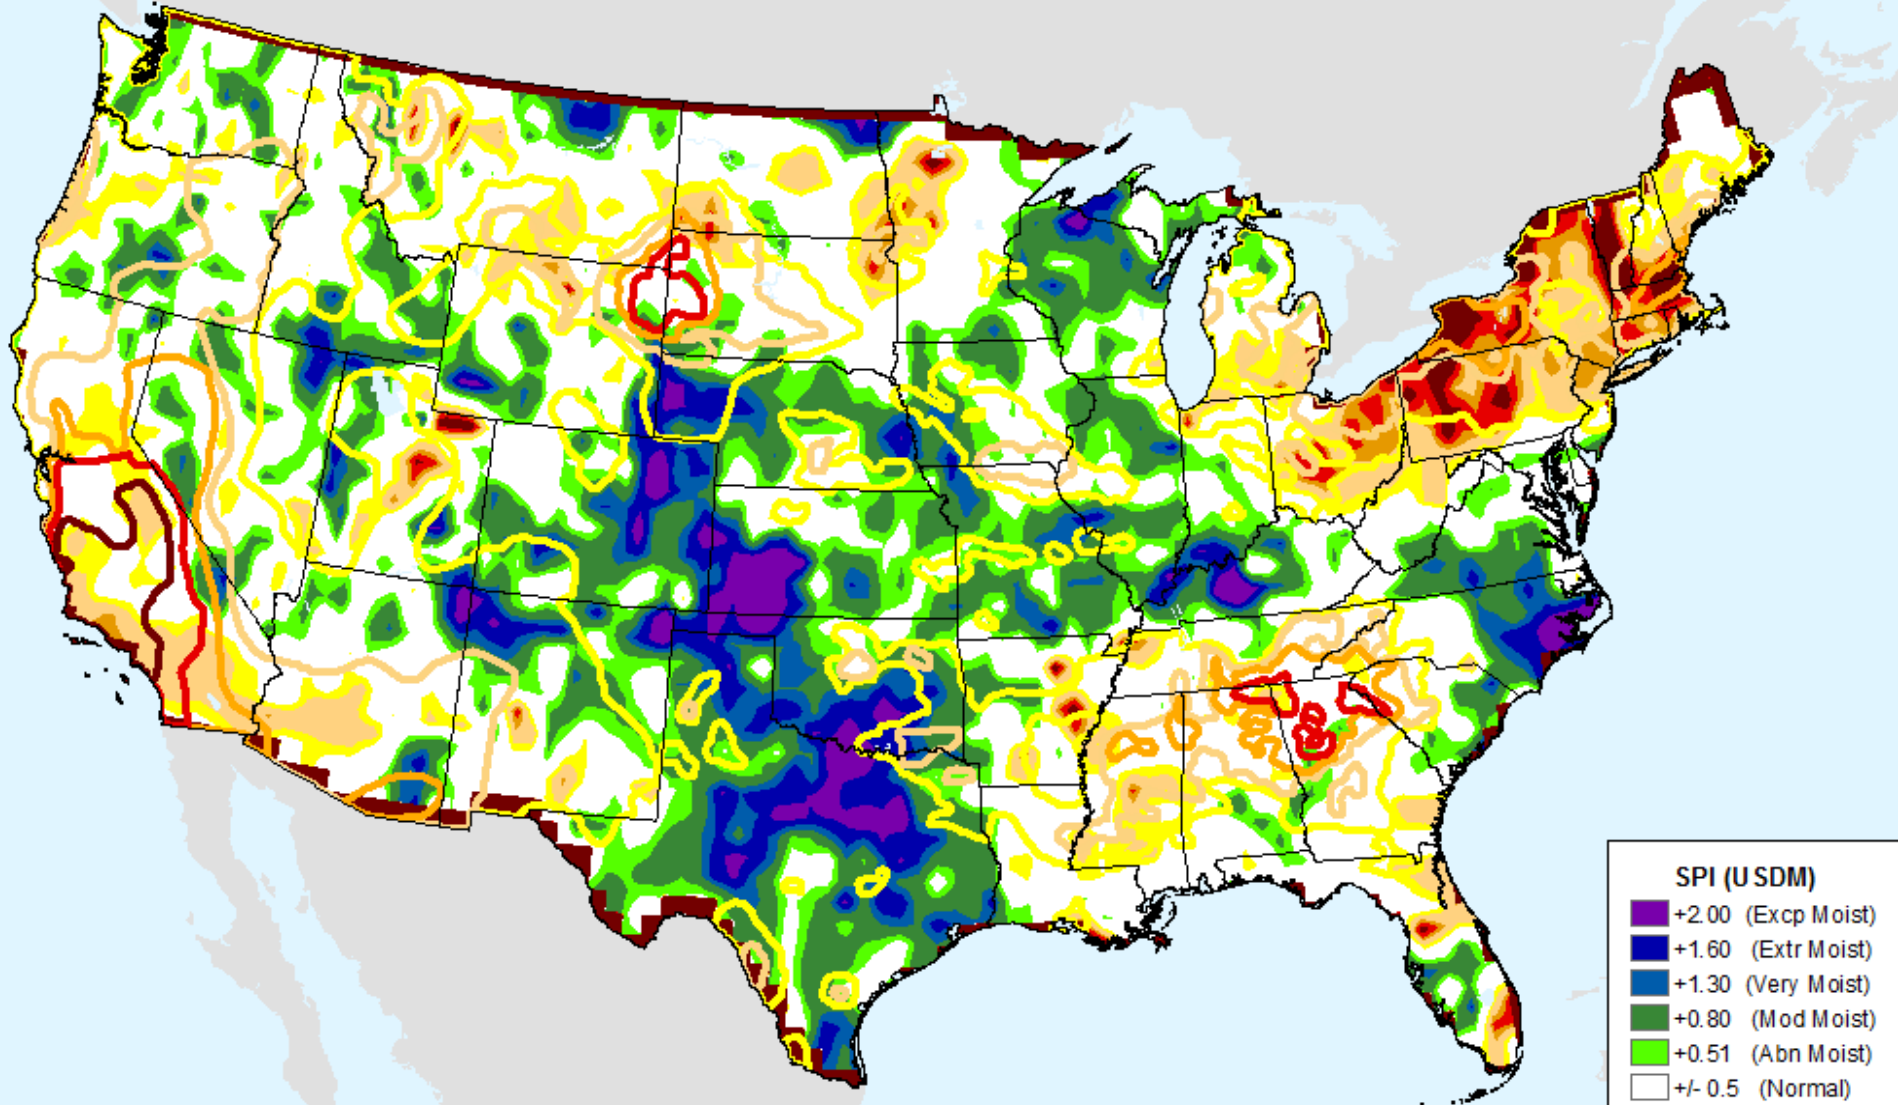 SPI (USDM)
+2.00 (Excp Moist)
+1.60 (Extr Moist)
+1.30 (Very Moist)
+0.80 (Mod Moist)
+0.51 (Abn Moist)
+/- 0.5 (Normal)